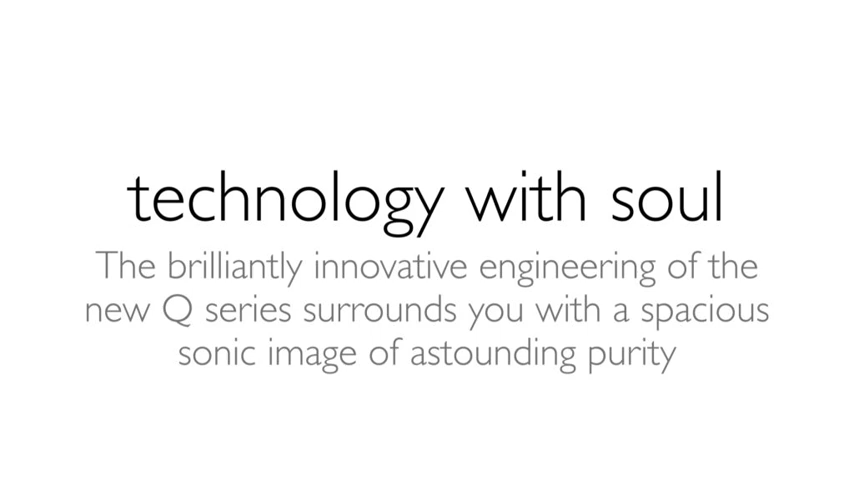 technology with soul
The brilliantly innovative engineering of the
new Q series surrounds you with a spacious
sonic image of astounding purity